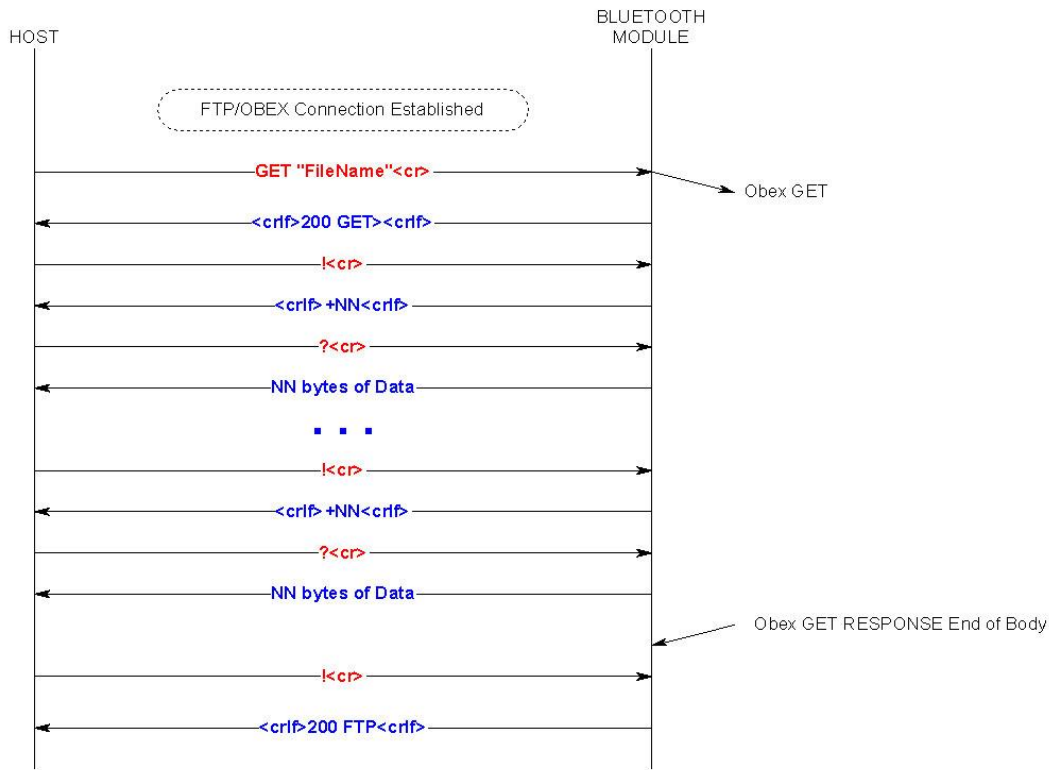 HOST
BLUETOOTH
MODULE
FTP/OBEX Connection Established
GET "FileName"<cr>
Obex GET
<crlf>200 GET><crlf>
!<cr>
<crlf>+NN<crlf>
?<cr>
NN bytes of Data
. . .
!<cr>
<crlf>+NN<crlf>
?<cr>
NN bytes of Data
Obex GET RESPONSE End of Body
!<cr>
<crlf>200 FTP<crlf>